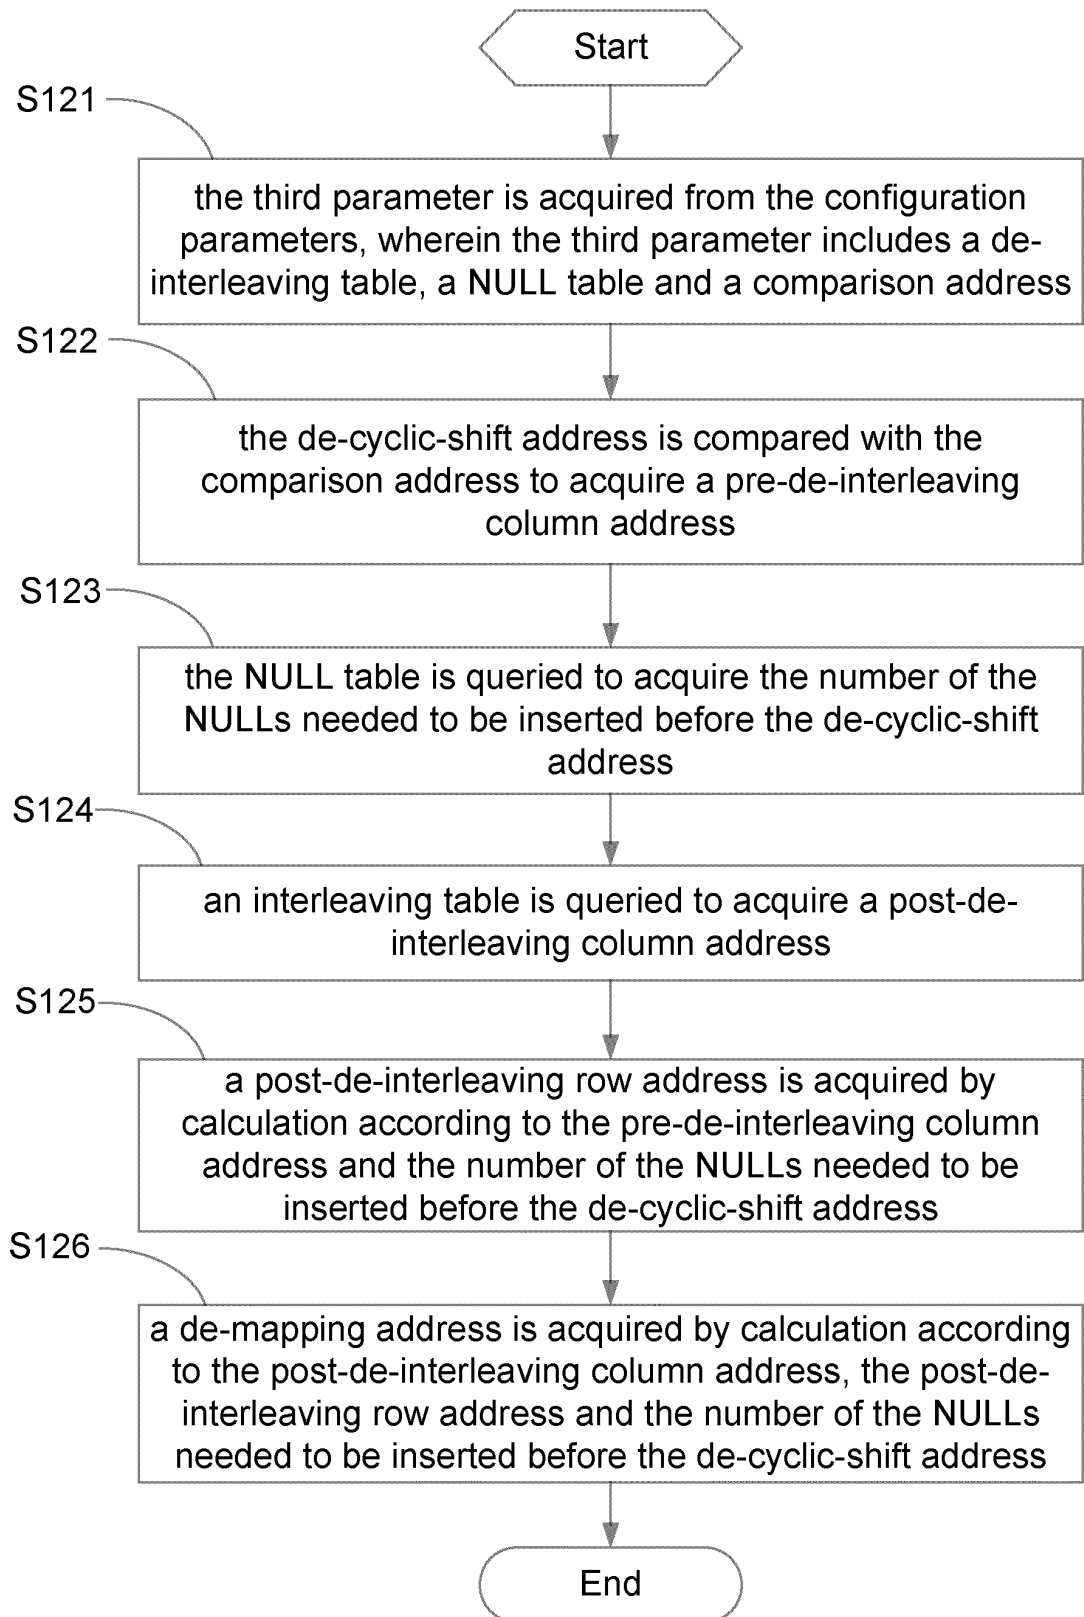 Start
S121
the third parameter is acquired from the configuration
parameters, wherein the third parameter includes a de-
interleaving table, a NULL table and a comparison address
S122
the de-cyclic-shift address is compared with the
comparison address to acquire a pre-de-interleaving
column address
S123
the NULL table is queried to acquire the number of the
NULLs needed to be inserted before the de-cyclic-shift
address
S124
an interleaving table is queried to acquire a post-de-
interleaving column address
S125
a post-de-interleaving row address is acquired by
calculation according to the pre-de-interleaving column
address and the number of the NULLs needed to be
inserted before the de-cyclic-shift address
S126
a de-mapping address is acquired by calculation according
to the post-de-interleaving column address, the post-de-
interleaving row address and the number of the NULLs
needed to be inserted before the de-cyclic-shift address
End